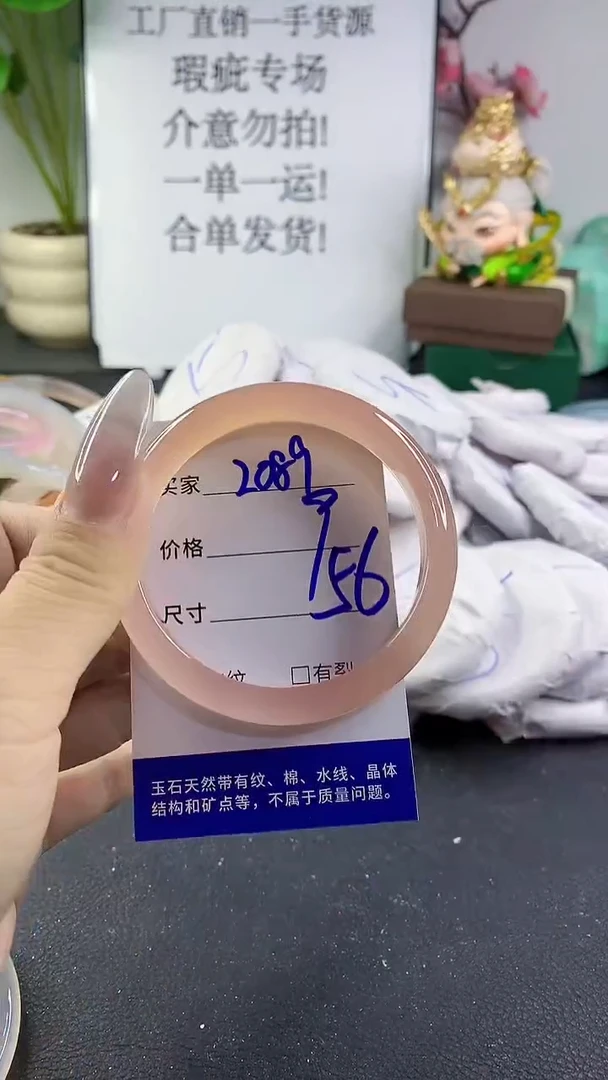 工厂直销一手货源
瑕疵专场
介意勿拍!
一单一运!
合单发货!
买家 2089
价格
尺寸 56
纹 □有裂
玉石天然带有纹、棉、水线、晶体
结构和矿点等，不属于质量问题。